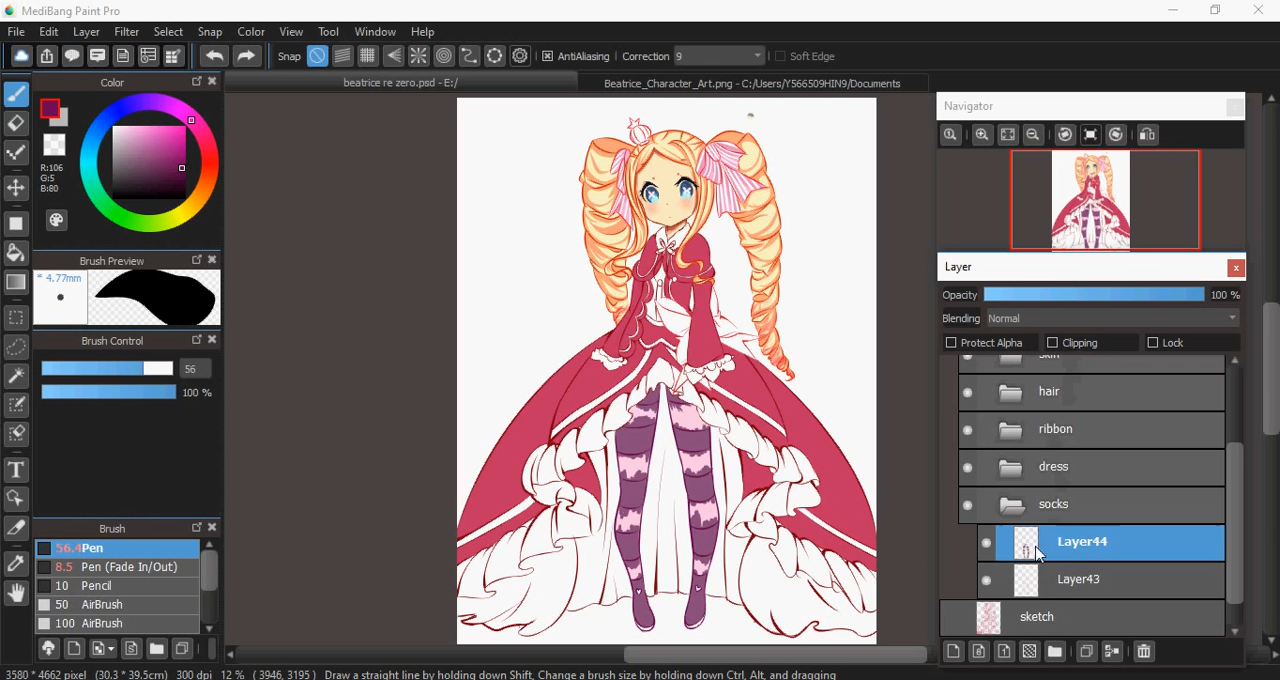 MediBang Paint Pro
File Edit Layer Filter Select Snap Color View Tool Window Help
Snap AntiAliasing Correction 9 Soft Edge
Color
beatrice re zero.psd - E:/
Beatrice_Character_Art.png - C:/Users/Y566509HIN9/Documents
Navigator
R:106
G:5
B:80
Brush Preview
* 4.77mm
Layer
Opacity 100 %
Blending Normal
Brush Control
Protect Alpha Clipping Lock
56
100 %
skin
hair
ribbon
dress
socks
Layer44
Layer43
sketch
Brush
56.4 Pen
8.5 Pen (Fade In/Out)
10 Pencil
50 AirBrush
100 AirBrush
T
3580 * 4662 pixel (30.3 * 39.5cm) 300 dpi 12 % ( 3946, 3195 ) Draw a straight line by holding down Shift, Change a brush size by holding down Ctrl, Alt, and dragging